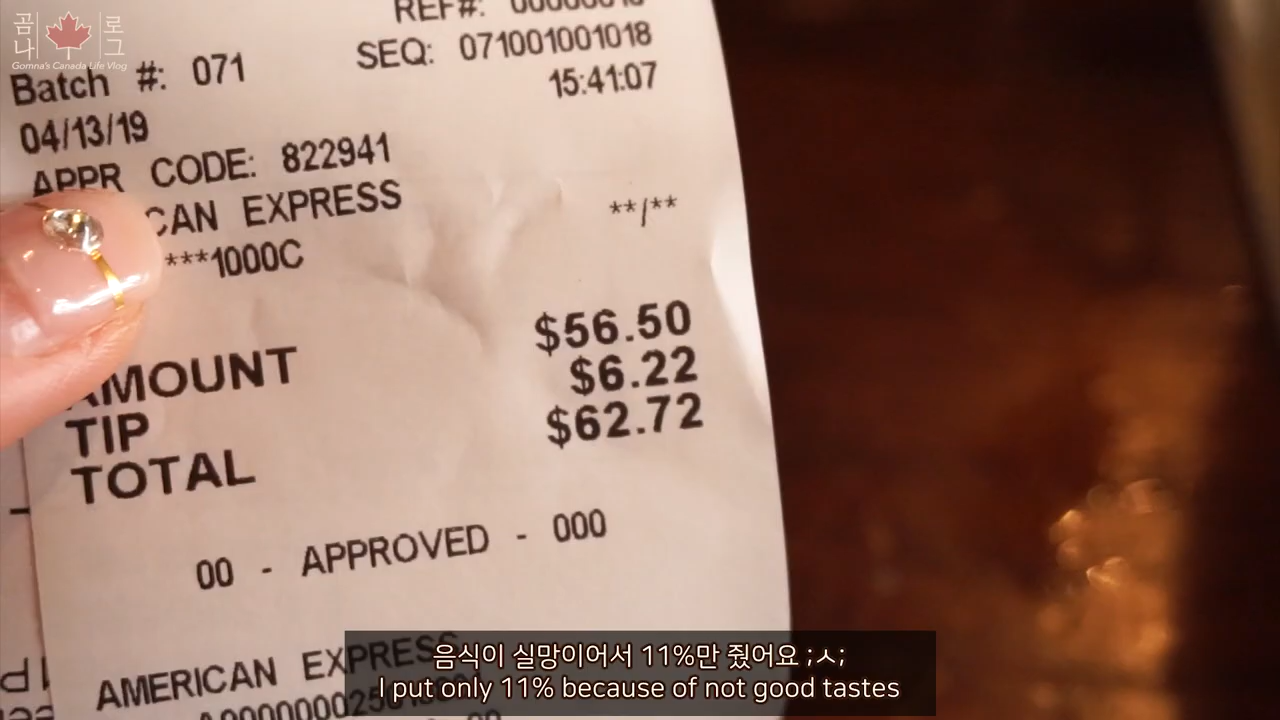 곰 로
나 그
Gomna's Canada Life Vlog
REF#:
Batch #: 071 SEQ: 071001001018
04/13/19 15:41:07
APPR CODE: 822941
CAN EXPRESS **/**
***1000C
AMOUNT $56.50
TIP $6.22
TOTAL $62.72
00 - APPROVED - 000
AMERICAN EXPRESS
음식이 실망이어서 11%만 줬어요 ;ㅅ;
I put only 11% because of not good tastes